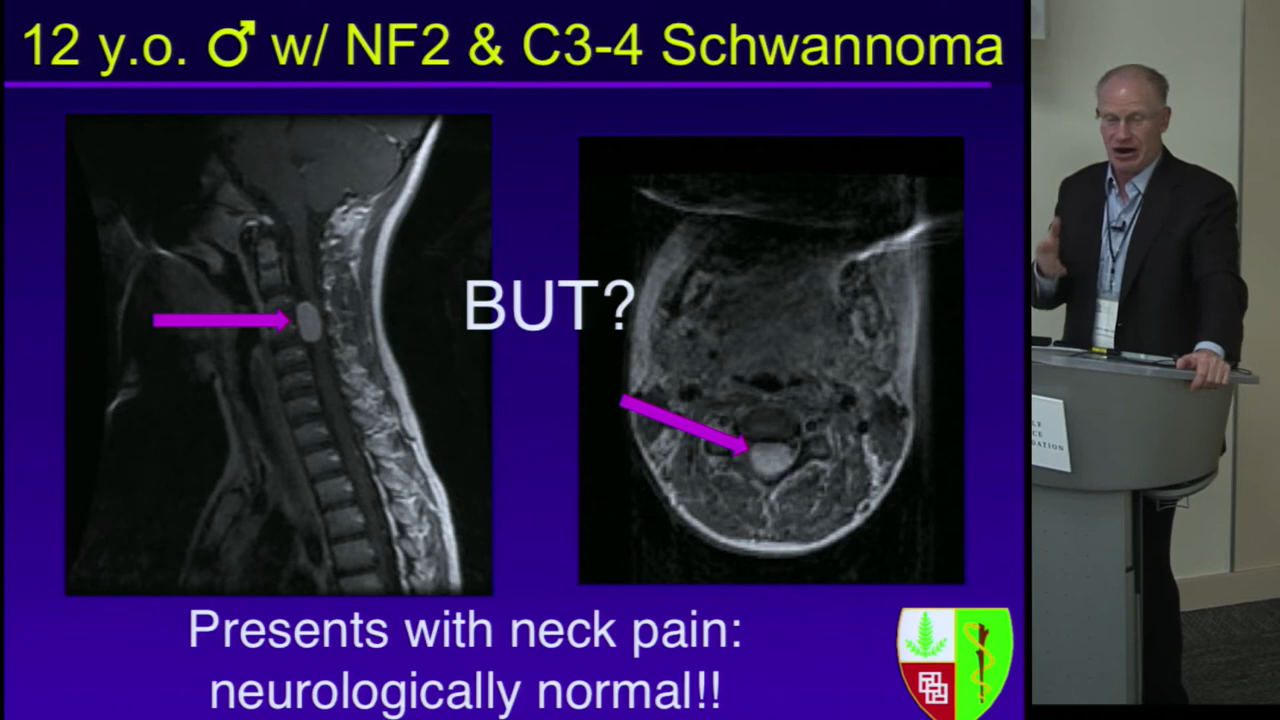 12 y.o. ♂ w/ NF2 & C3-4 Schwannoma
BUT?
Presents with neck pain:
neurologically normal!!